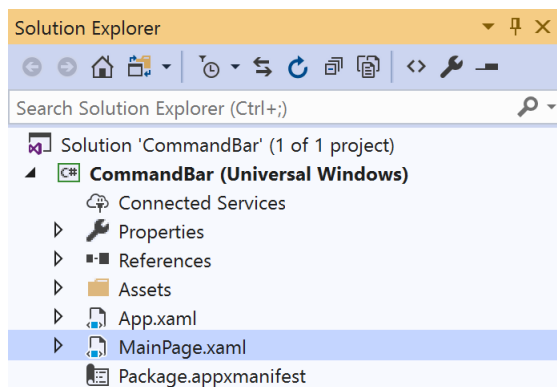 Solution Explorer
Search Solution Explorer (Ctrl+;)
Solution 'CommandBar' (1 of 1 project)
C# CommandBar (Universal Windows)
Connected Services
Properties
References
Assets
App.xaml
MainPage.xaml
Package.appxmanifest